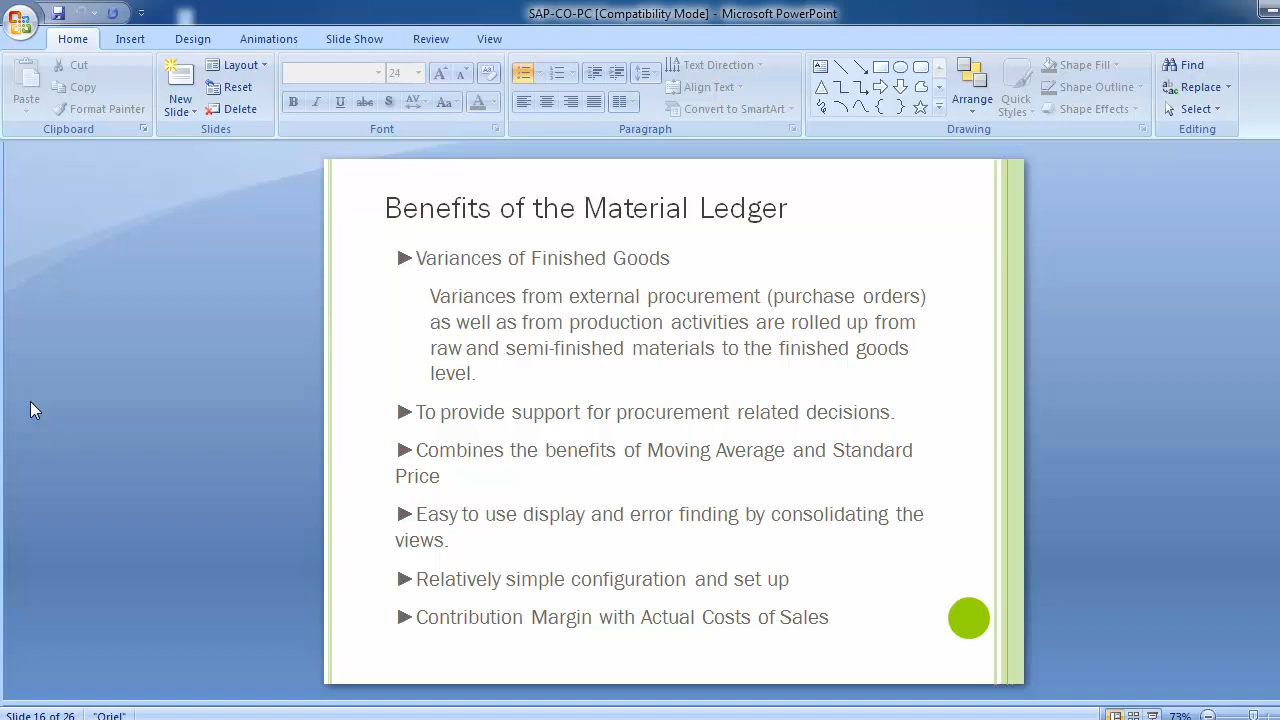 SAP-CO-PC [Compatibility Mode] - Microsoft PowerPoint
Home Insert Design Animations Slide Show Review View
Paste
Cut
Copy
Format Painter
Clipboard
New Slide
Layout
Reset
Delete
Slides
24
B I U abc S AV Aa A
Font
Text Direction
Align Text
Convert to SmartArt
Paragraph
Arrange
Quick Styles
Shape Fill
Shape Outline
Shape Effects
Drawing
Find
Replace
Select
Editing
Benefits of the Material Ledger
►Variances of Finished Goods
Variances from external procurement (purchase orders)
as well as from production activities are rolled up from
raw and semi-finished materials to the finished goods
level.
►To provide support for procurement related decisions.
►Combines the benefits of Moving Average and Standard
Price
►Easy to use display and error finding by consolidating the
views.
►Relatively simple configuration and set up
►Contribution Margin with Actual Costs of Sales
Slide 16 of 26 "Oriel" 73%